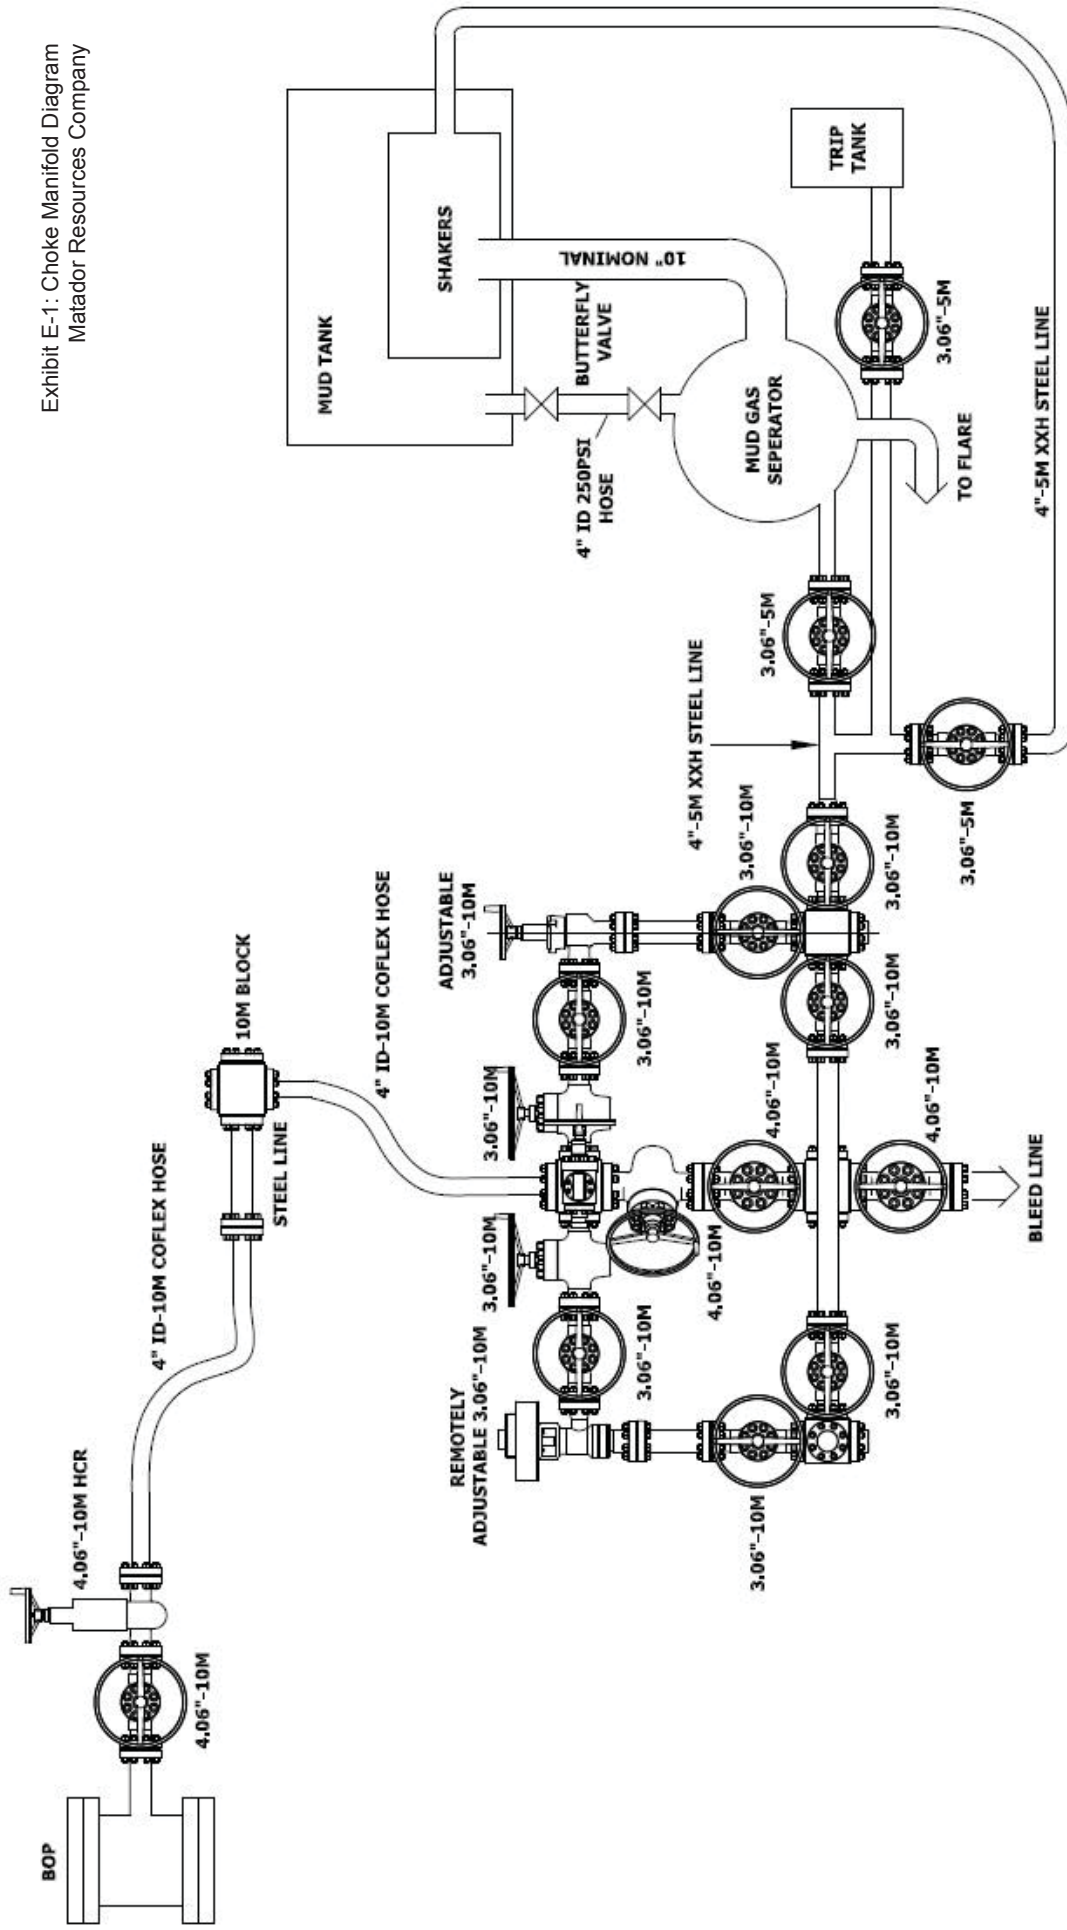 Exhibit E-1: Choke Manifold Diagram
Matador Resources Company
BOP
4.06"-10M
4.06"-10M HCR
4" ID-10M COFLEX HOSE
STEEL LINE
10M BLOCK
4" ID-10M COFLEX HOSE
REMOTELY
ADJUSTABLE 3.06"-10M
3.06"-10M
3.06"-10M
ADJUSTABLE
3.06"-10M
3.06"-10M
3.06"-10M
4.06"-10M
4.06"-10M
4.06"-10M
3.06"-10M
3.06"-10M
3.06"-10M
3.06"-10M
3.06"-10M
BLEED LINE
4"-5M XXH STEEL LINE
3.06"-5M
3.06"-5M
3.06"-5M
4" ID 250PSI
HOSE
BUTTERFLY
VALVE
MUD TANK
SHAKERS
10" NOMINAL
MUD GAS
SEPERATOR
TRIP
TANK
TO FLARE
4"-5M XXH STEEL LINE